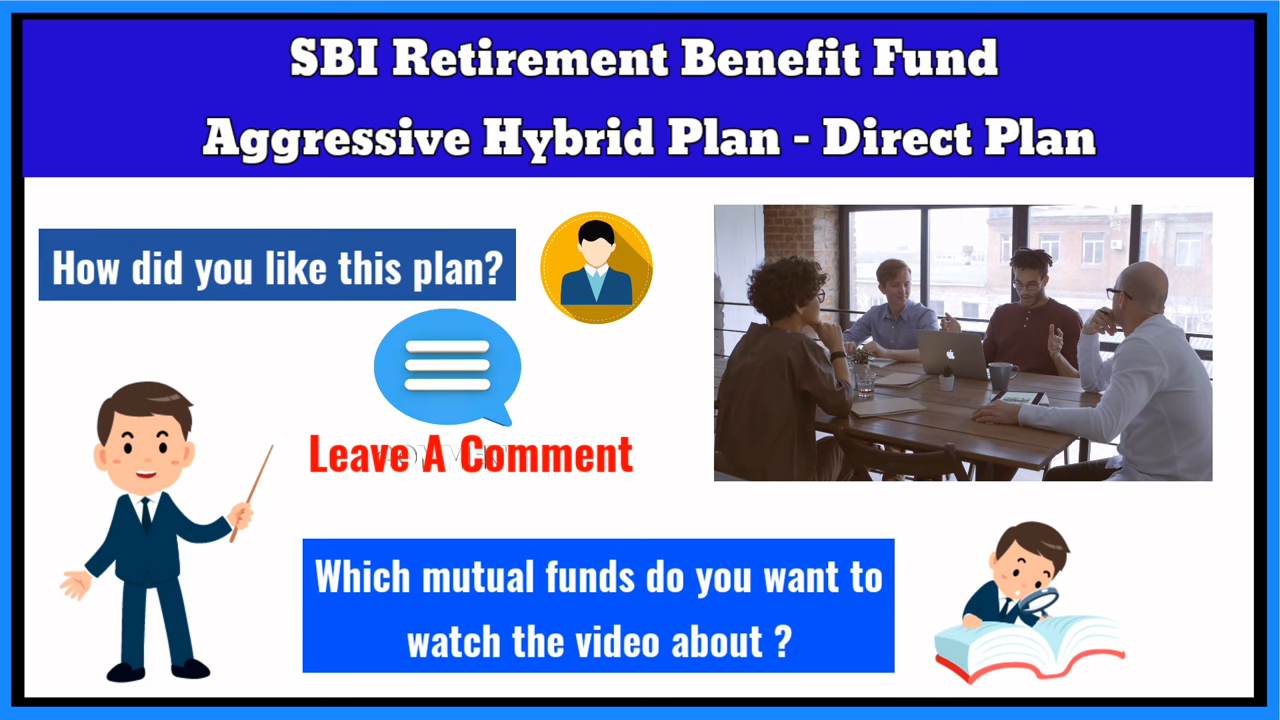 SBI Retirement Benefit Fund
Aggressive Hybrid Plan - Direct Plan
How did you like this plan?
Leave A Comment
Which mutual funds do you want to
watch the video about ?